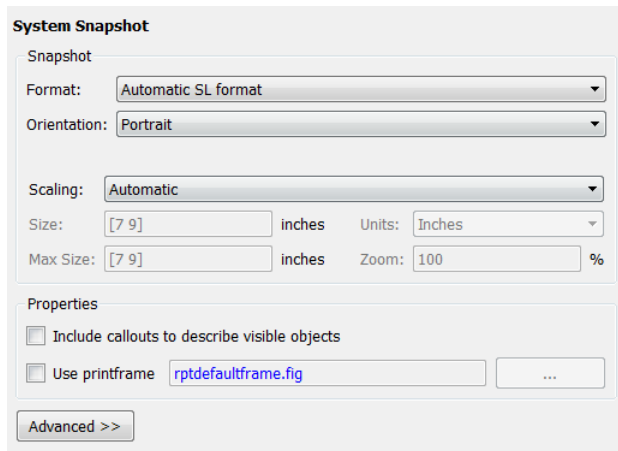 System Snapshot
Snapshot
Format: Automatic SL format
Orientation: Portrait
Scaling: Automatic
Size: [7 9] inches Units: Inches
Max Size: [7 9] inches Zoom: 100 %
Properties
Include callouts to describe visible objects
Use printframe rptdefaultframe.fig ...
Advanced >>